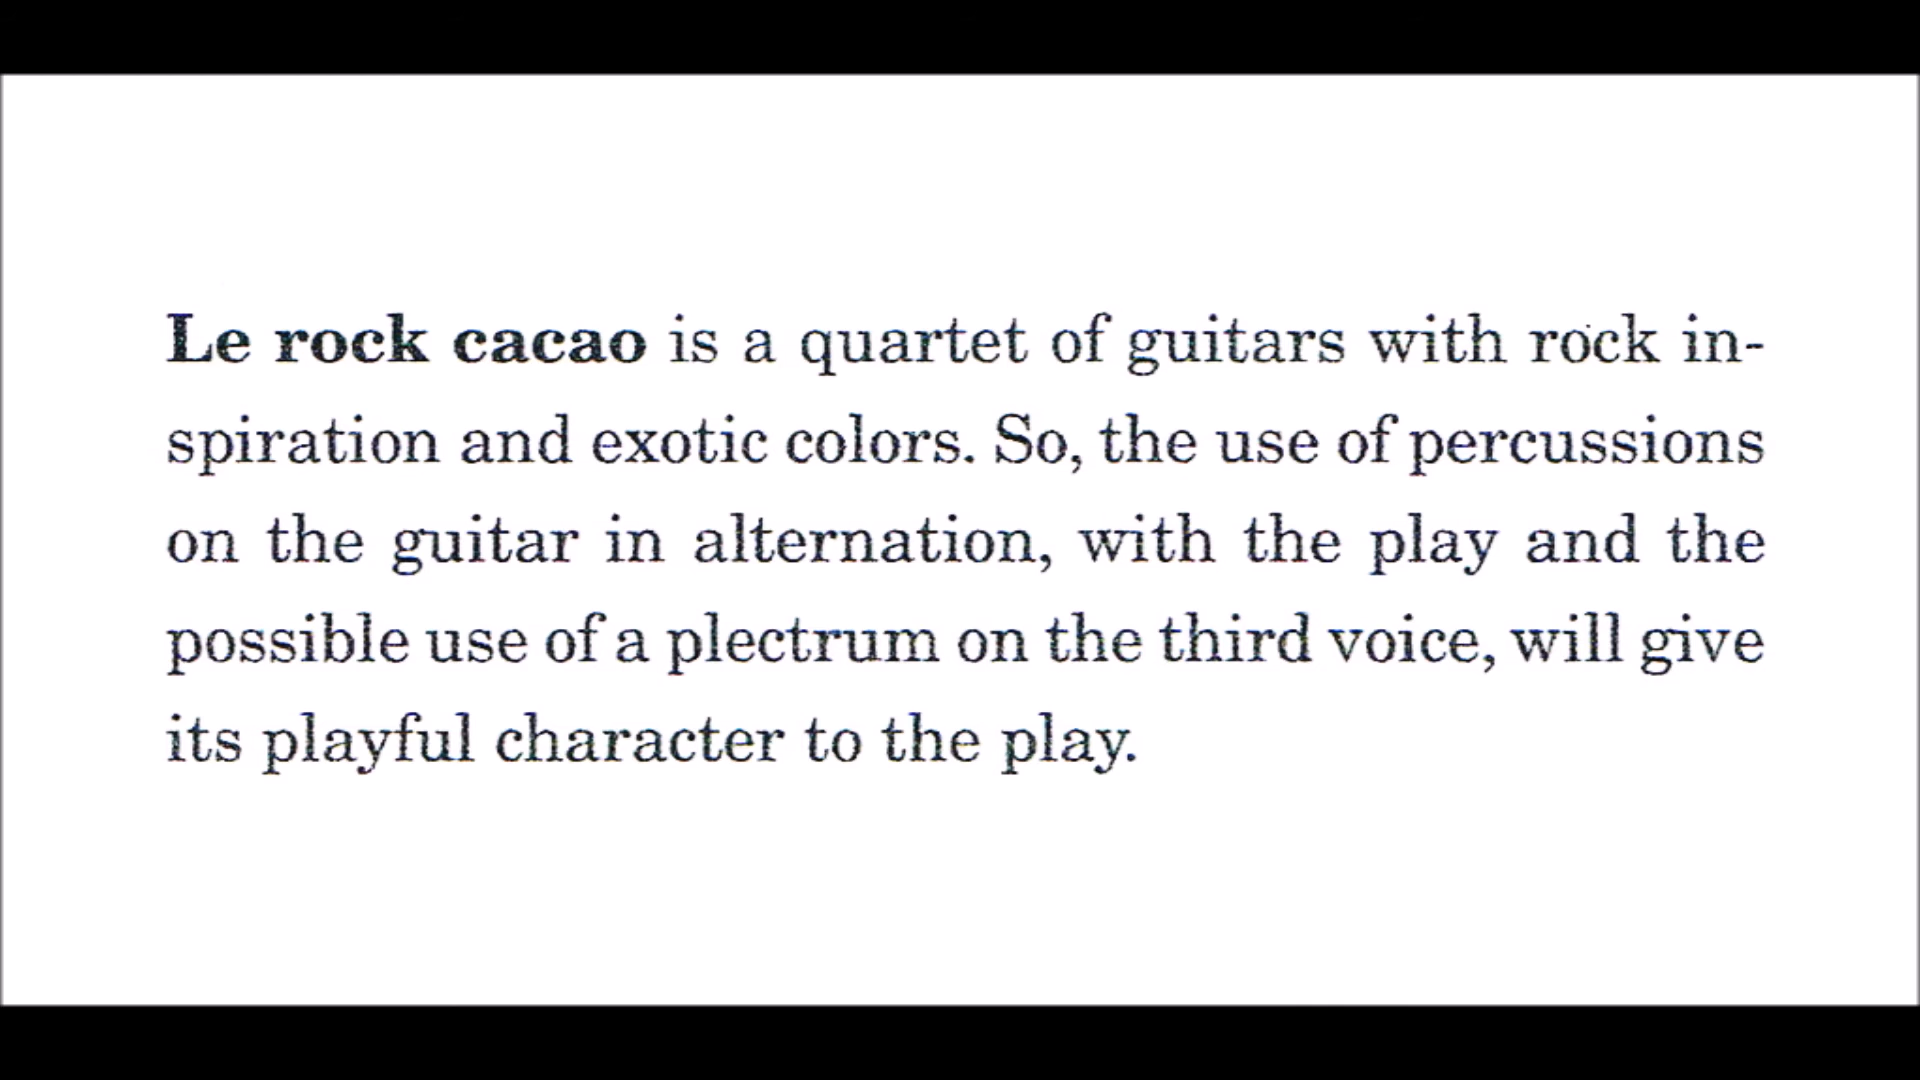 Le rock cacao is a quartet of guitars with rock in-
spiration and exotic colors. So, the use of percussions
on the guitar in alternation, with the play and the
possible use of a plectrum on the third voice, will give
its playful character to the play.